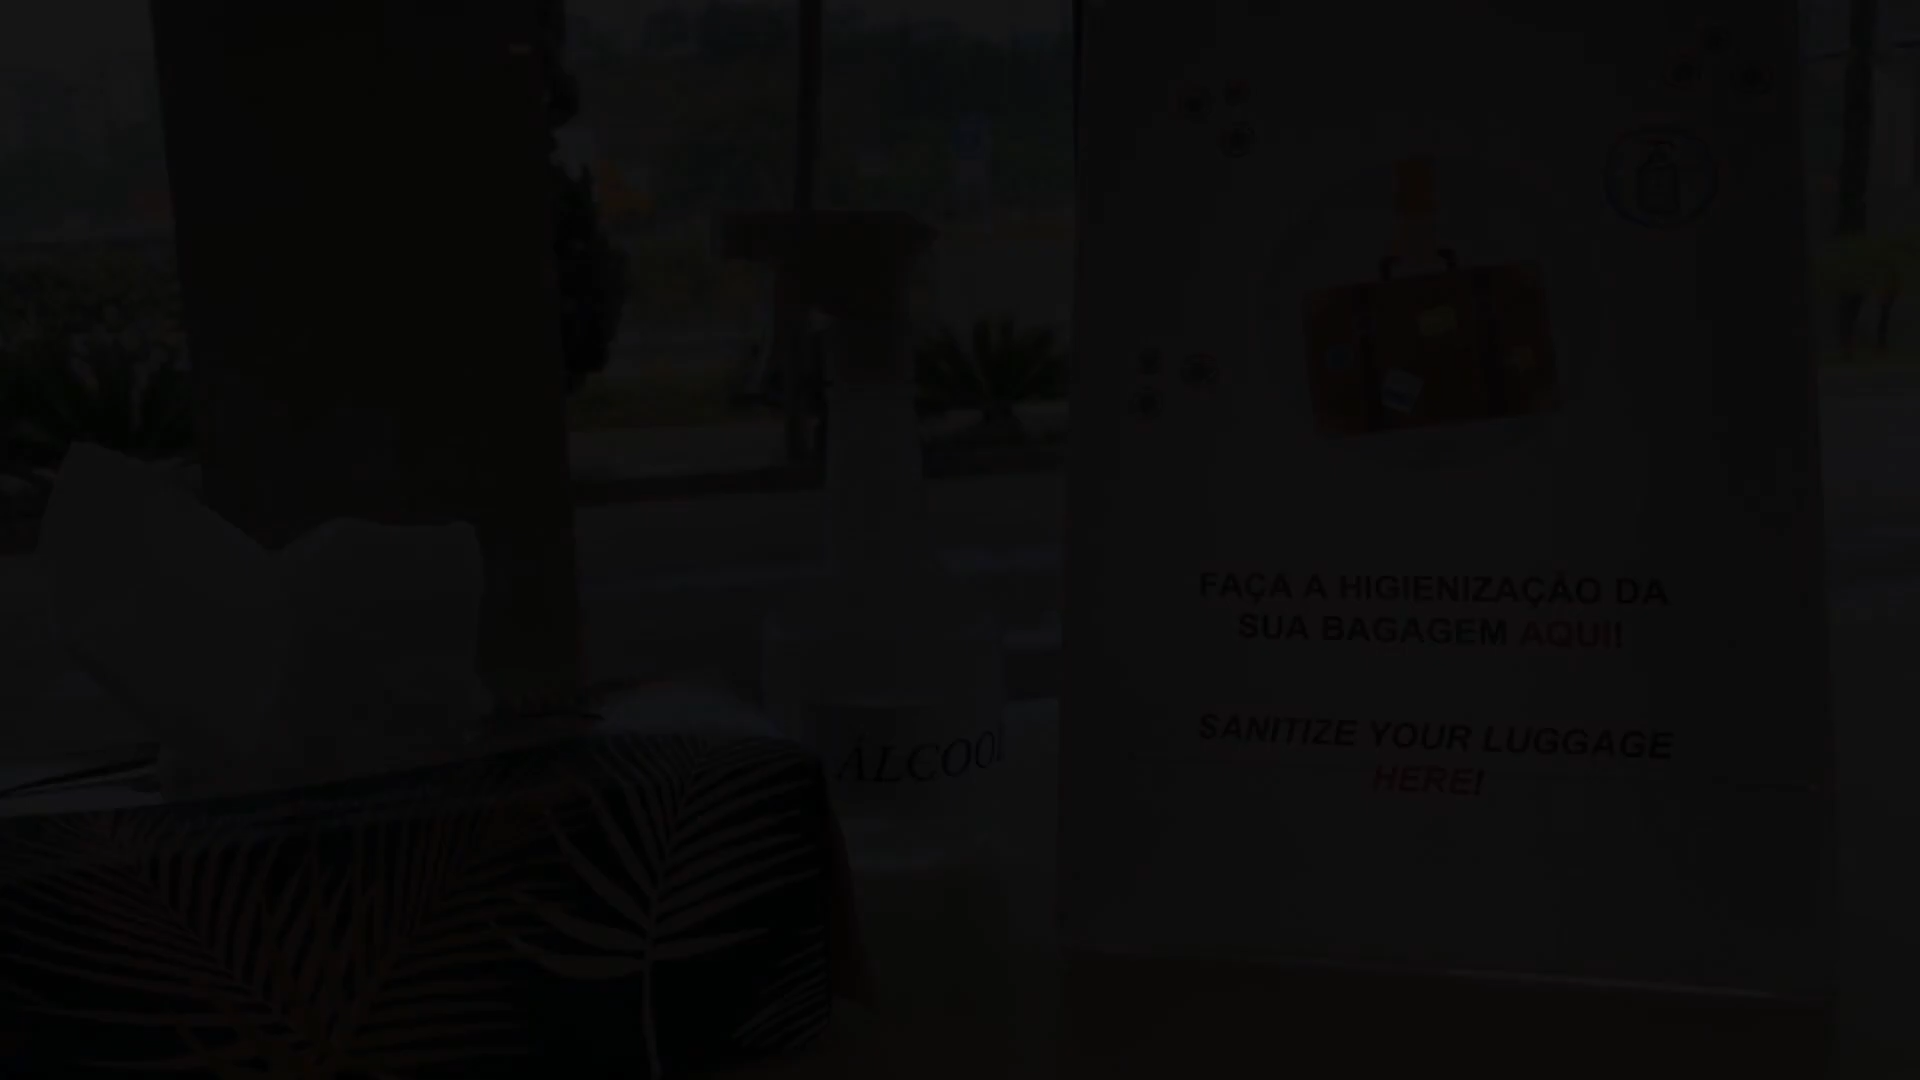 FAÇA A HIGIENIZAÇÃO DA
SUA BAGAGEM AQUI!
SANITIZE YOUR LUGGAGE
HERE!
ÁLCOOL